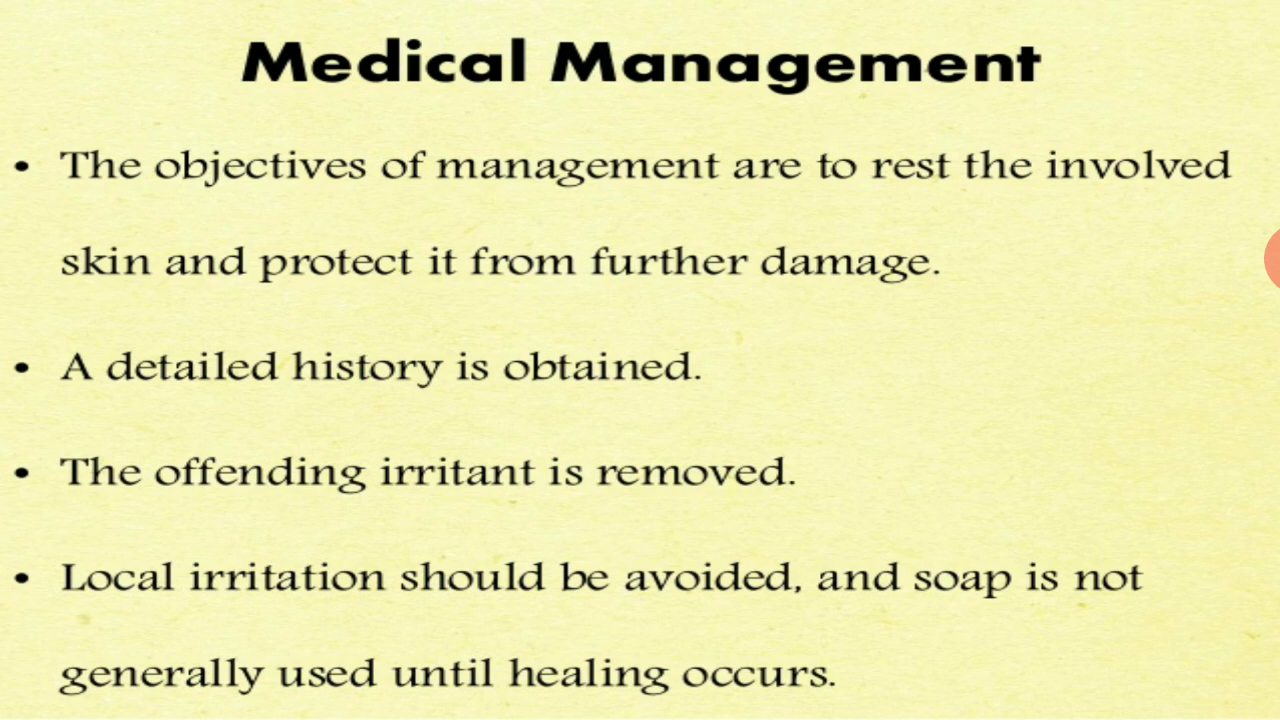 Medical Management
• The objectives of management are to rest the involved
skin and protect it from further damage.
• A detailed history is obtained.
• The offending irritant is removed.
• Local irritation should be avoided, and soap is not
generally used until healing occurs.